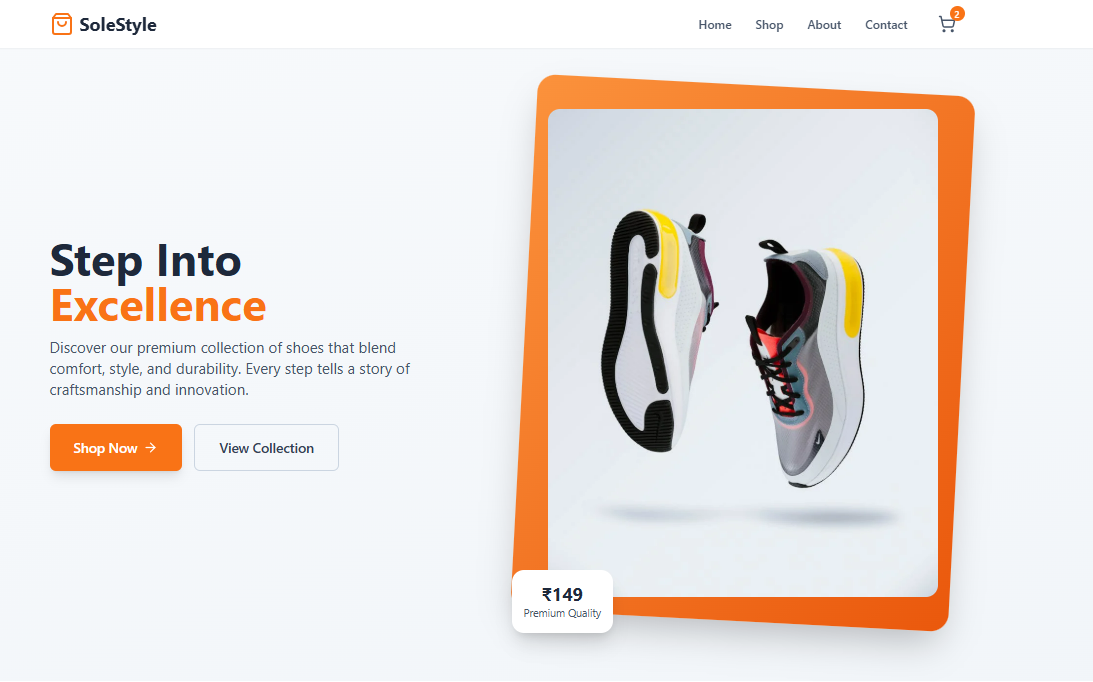 SoleStyle
Home Shop About Contact 2
Step Into
Excellence
Discover our premium collection of shoes that blend
comfort, style, and durability. Every step tells a story of
craftsmanship and innovation.
Shop Now → View Collection
₹149
Premium Quality